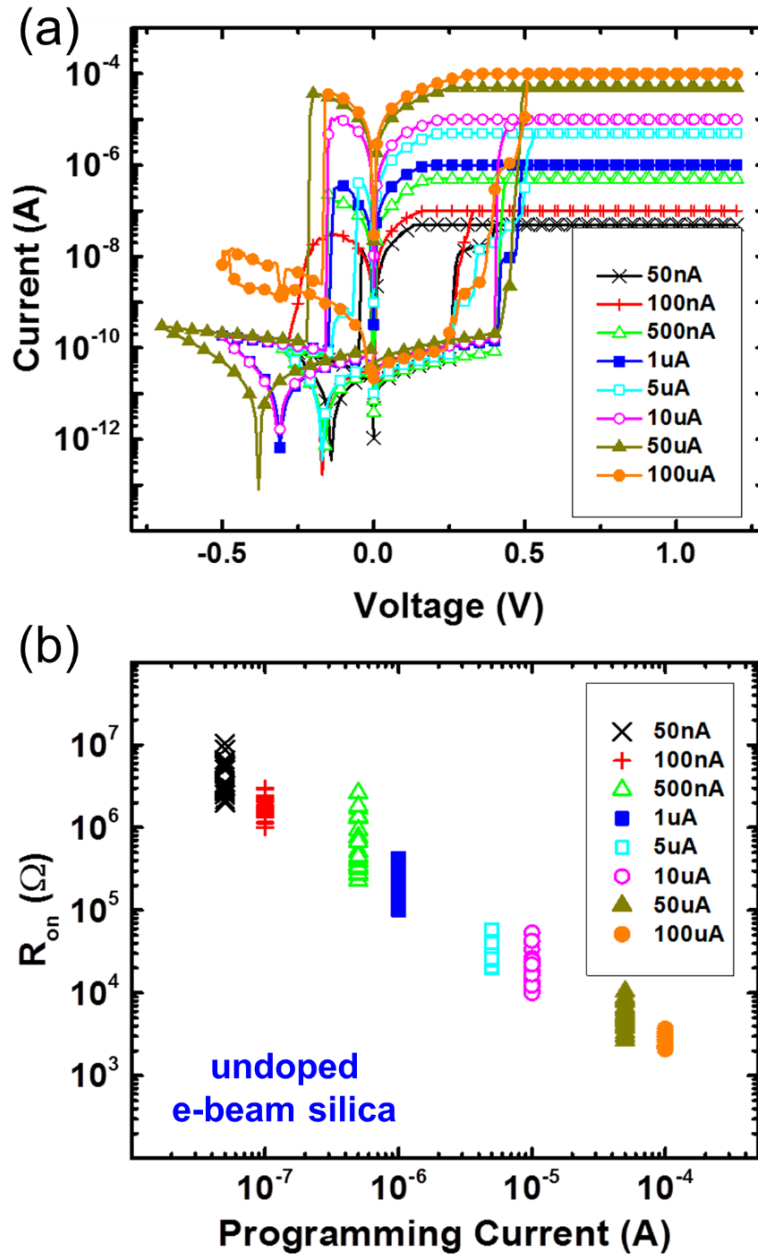 (a)
10⁻⁴
10⁻⁶
10⁻⁸
10⁻¹⁰
10⁻¹²
Current (A)
50nA
100nA
500nA
1uA
5uA
10uA
50uA
100uA
-0.5
0.0
0.5
1.0
Voltage (V)
(b)
10⁷
10⁶
10⁵
10⁴
10³
Rₒₙ (Ω)
50nA
100nA
500nA
1uA
5uA
10uA
50uA
100uA
undoped
e-beam silica
10⁻⁷
10⁻⁶
10⁻⁵
10⁻⁴
Programming Current (A)